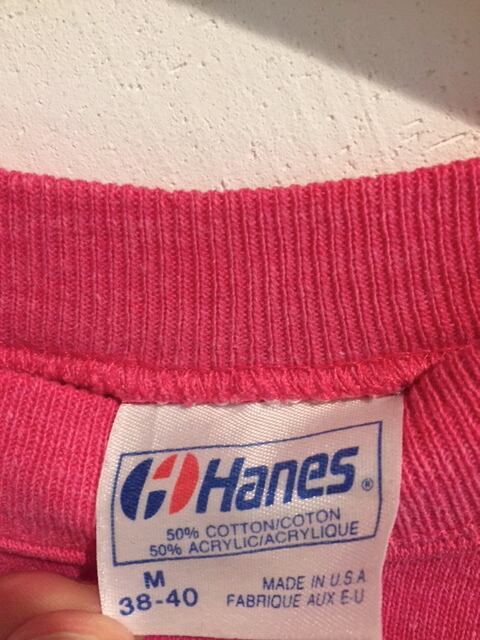 Hanes®
50% COTTON/COTON
50% ACRYLIC/ACRYLIQUE
M
38-40
MADE IN U.S.A
FABRIQUE AUX E-U